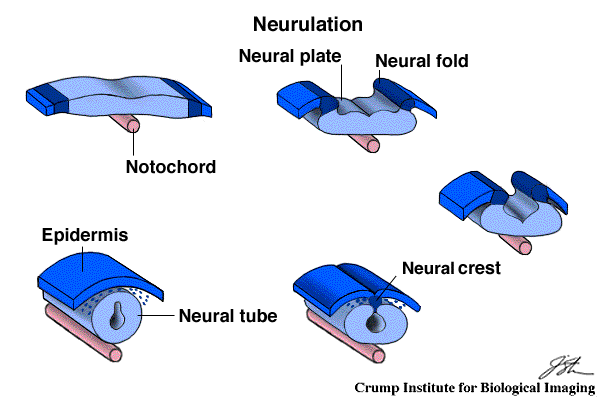 Neurulation
Neural plate
Neural fold
Notochord
Epidermis
Neural crest
Neural tube
Crump Institute for Biological Imaging